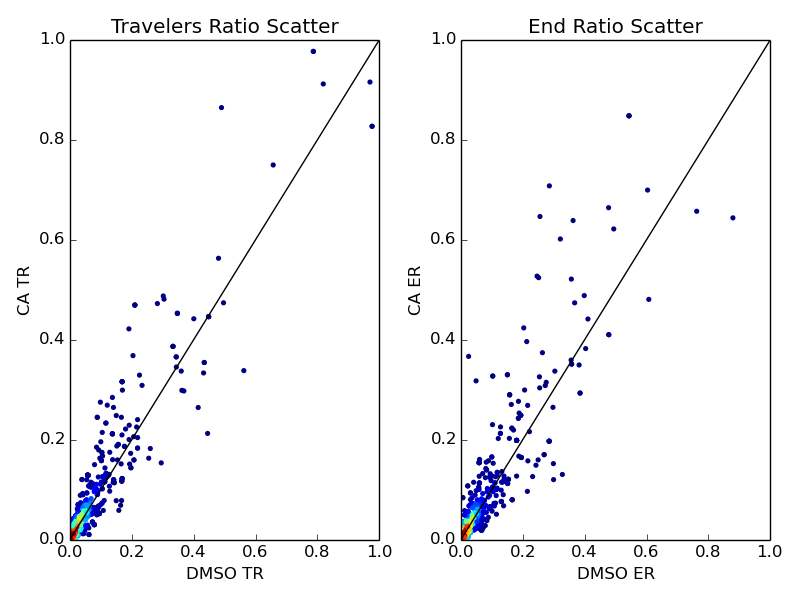 Travelers Ratio Scatter
1.0
0.8
0.6
0.4
0.2
0.0
CA TR
0.0 0.2 0.4 0.6 0.8 1.0
DMSO TR
End Ratio Scatter
1.0
0.8
0.6
0.4
0.2
0.0
CA ER
0.0 0.2 0.4 0.6 0.8 1.0
DMSO ER